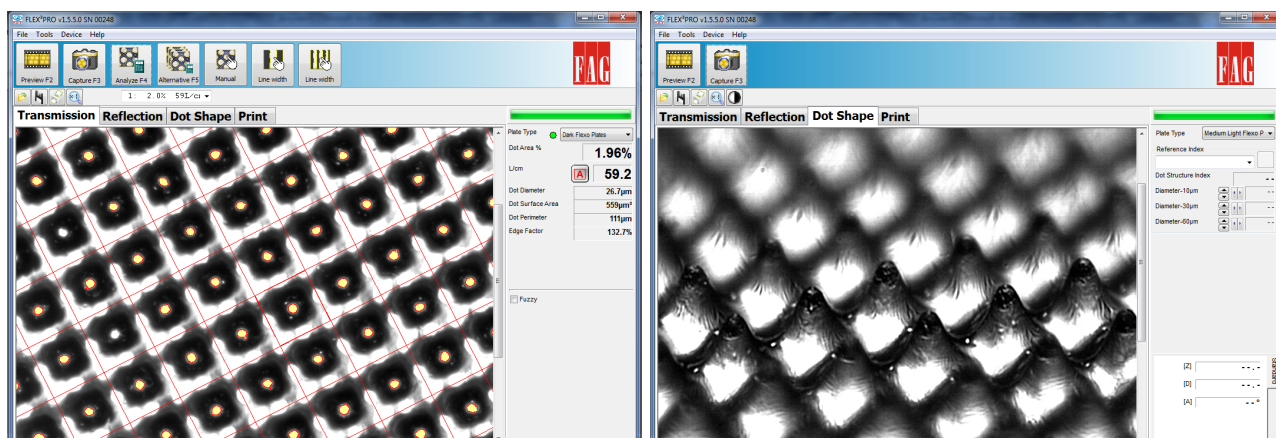 FLEX³PRO v1.5.5.0 SN 00248
File Tools Device Help
Preview F2 Capture F3 Analyze F4 Alternative F5 Manual Line width Line width
FAG
1: 2.0% 59L/cm
Transmission Reflection Dot Shape Print
Plate Type Dark Flexo Plates
Dot Area % 1.96%
L/cm A 59.2
Dot Diameter 26.7µm
Dot Surface Area 559µm²
Dot Perimeter 111µm
Edge Factor 132.7%
Fuzzy
FLEX³PRO v1.5.5.0 SN 00248
File Tools Device Help
Preview F2 Capture F3
FAG
Transmission Reflection Dot Shape Print
Plate Type Medium Light Flexo P
Reference Index
Dot Structure Index --
Diameter-10µm --
Diameter-30µm --
Diameter-60µm --
[Z] --.-
[D] --.-
[A] --°
Standard